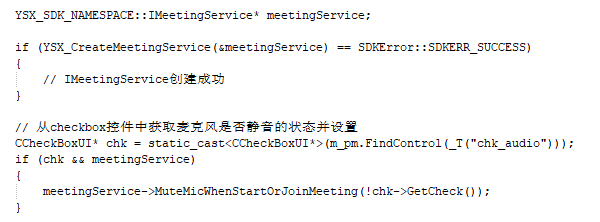 YSX_SDK_NAMESPACE::IMeetingService* meetingService;
if (YSX_CreateMeetingService(&meetingService) == SDKError::SDKERR_SUCCESS)
{
// IMeetingService创建成功
}
// 从checkbox控件中获取麦克风是否静音的状态并设置
CCheckBoxUI* chk = static_cast<CCheckBoxUI*>(m_pm.FindControl(_T("chk_audio")));
if (chk && meetingService)
{
meetingService->MuteMicWhenStartOrJoinMeeting(!chk->GetCheck());
}